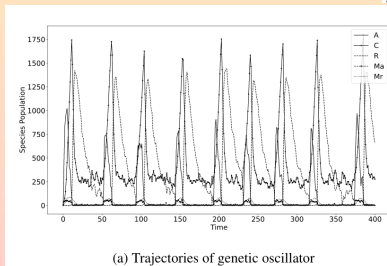 1750
1500
1250
1000
750
500
250
0
Species Population
A
C
R
Ma
Mr
0 50 100 150 200 250 300 350 400
Time
(a) Trajectories of genetic oscillator